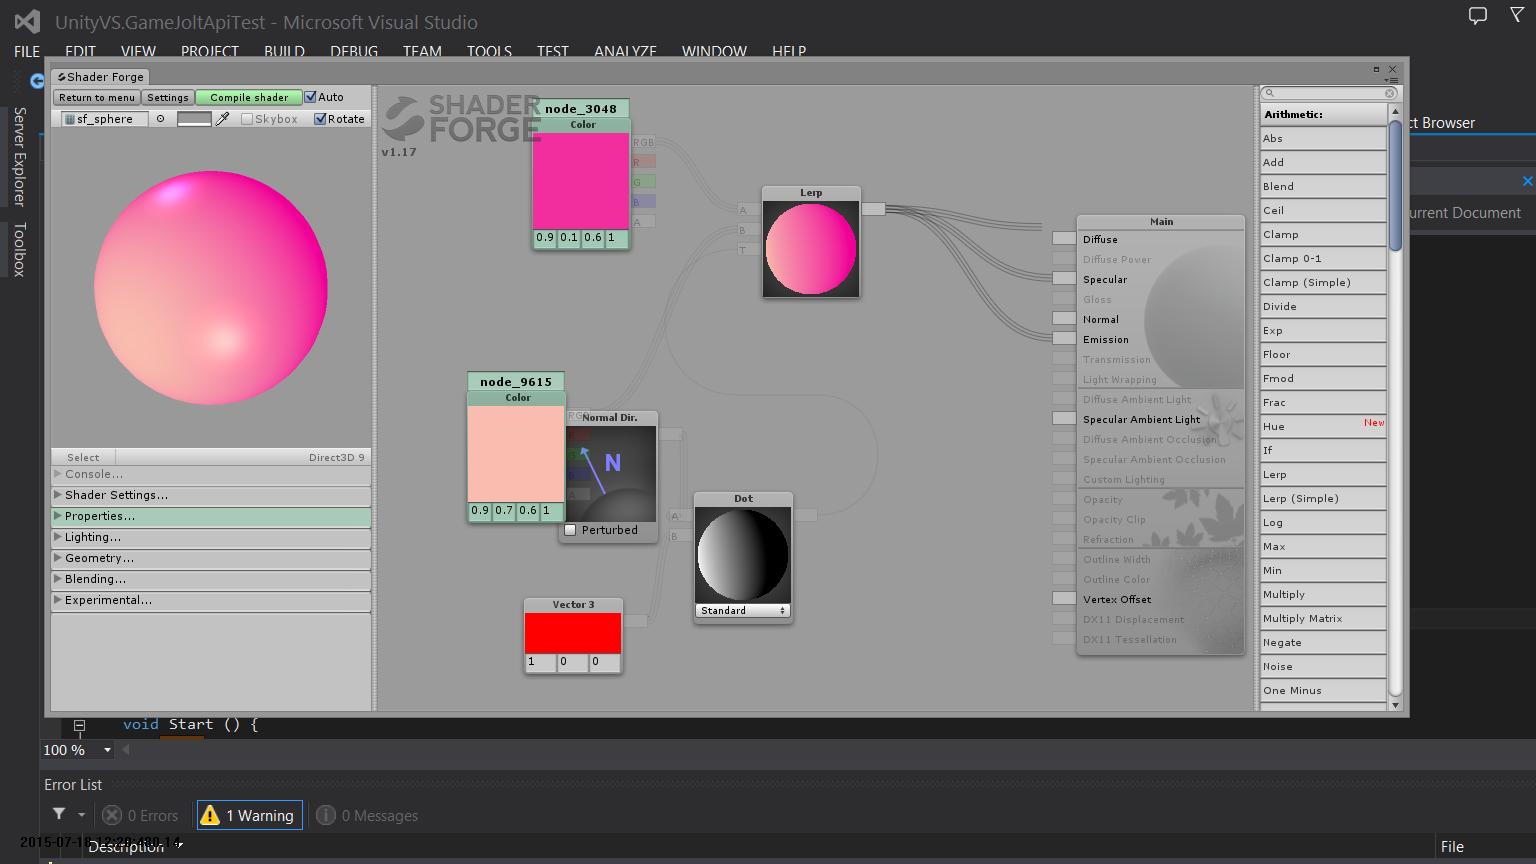 UnityVS.GameJoltApiTest - Microsoft Visual Studio
FILE EDIT VIEW PROJECT BUILD DEBUG TEAM TOOLS TEST ANALYZE WINDOW HELP
Server Explorer
Toolbox
Shader Forge
Return to menu Settings Compile shader Auto
sf_sphere Skybox Rotate
Select Direct3D 9
Console...
Shader Settings...
Properties...
Lighting...
Geometry...
Blending...
Experimental...
SHADER
FORGE
v1.17
node_3048
Color
RGB
R
G
B
A
0.9 0.1 0.6 1
Lerp
A
B
T
node_9615
Color
RGB
A
0.9 0.7 0.6 1
Normal Dir.
N
Perturbed
Vector 3
1 0 0
Dot
A
B
Standard
Main
Diffuse
Diffuse Power
Specular
Gloss
Normal
Emission
Transmission
Light Wrapping
Diffuse Ambient Light
Specular Ambient Light
Diffuse Ambient Occlusion
Specular Ambient Occlusion
Custom Lighting
Opacity
Opacity Clip
Refraction
Outline Width
Outline Color
Vertex Offset
DX11 Displacement
DX11 Tessellation
Arithmetic:
Abs
Add
Blend
Ceil
Clamp
Clamp 0-1
Clamp (Simple)
Divide
Exp
Floor
Fmod
Frac
Hue New
If
Lerp
Lerp (Simple)
Log
Max
Min
Multiply
Multiply Matrix
Negate
Noise
One Minus
ct Browser
urrent Document
void Start () {
100 %
Error List
0 Errors 1 Warning 0 Messages
Description File